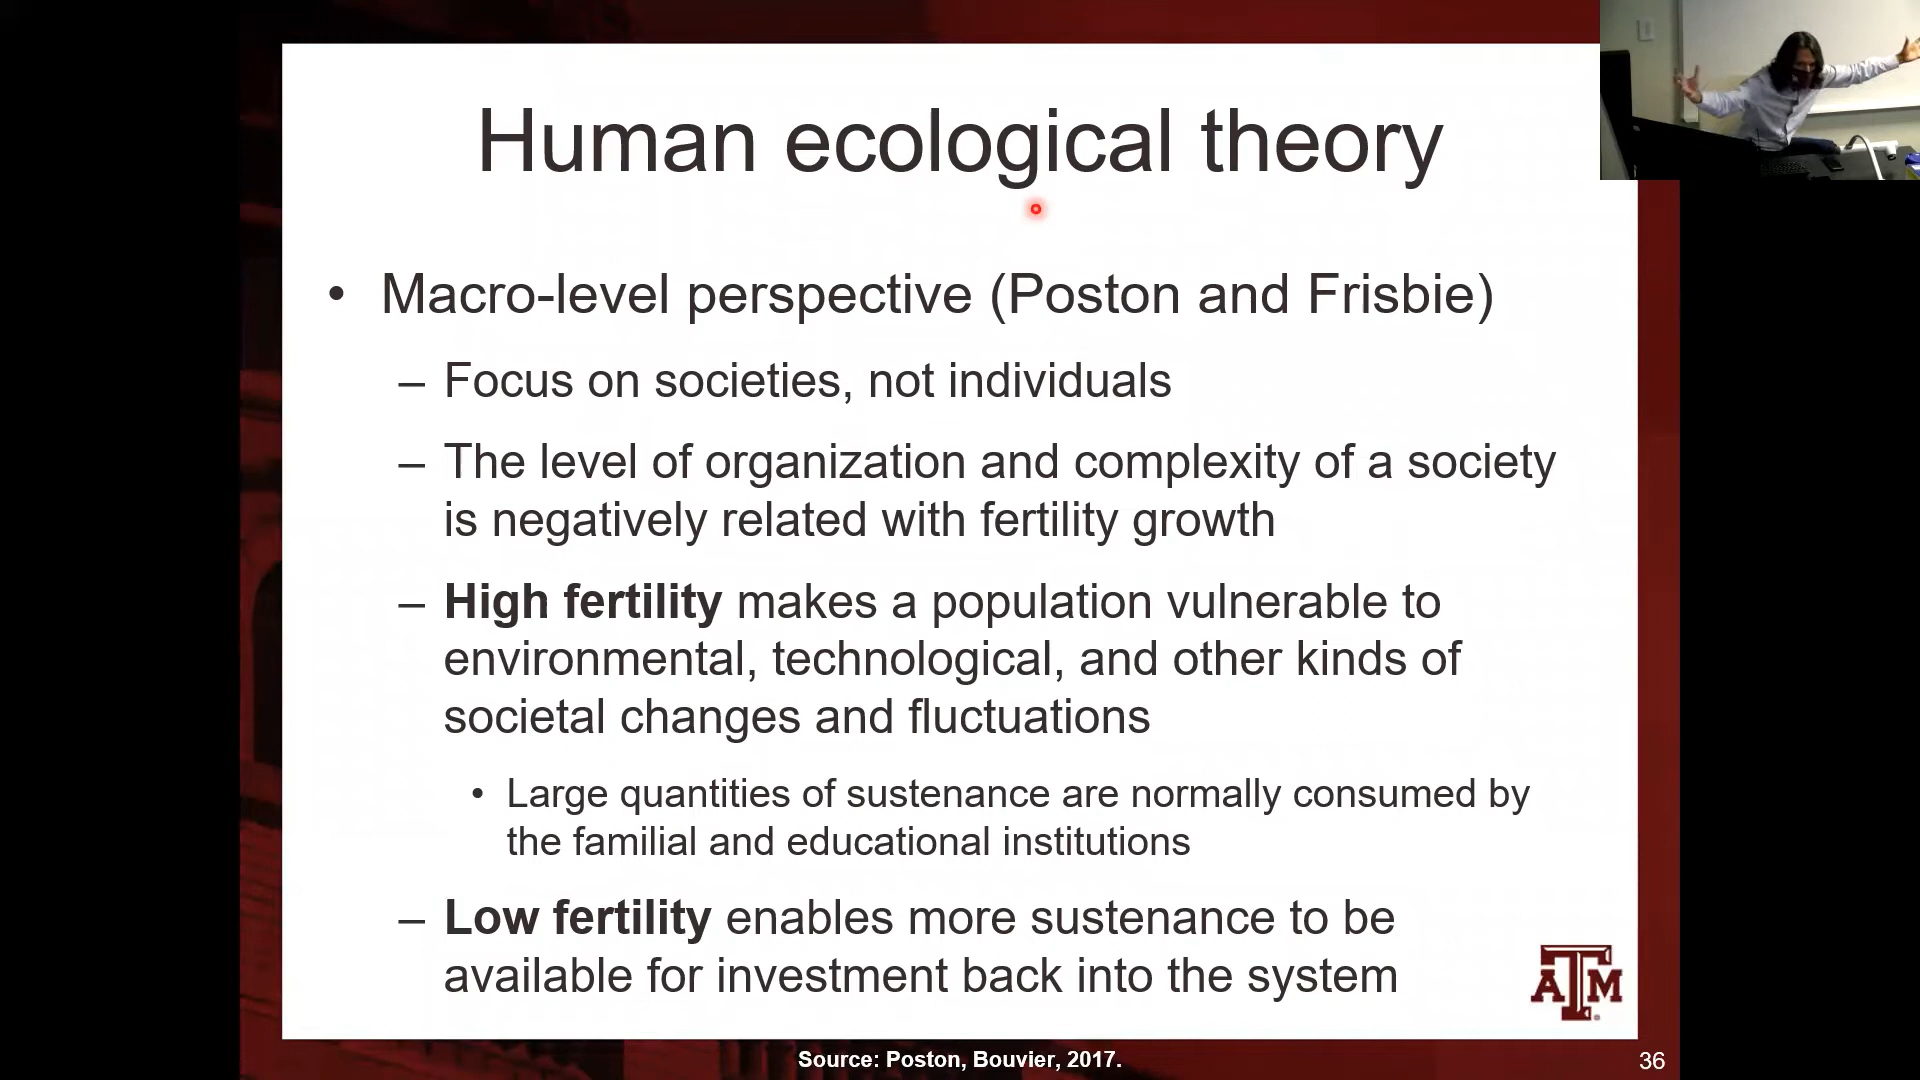 Human ecological theory
• Macro-level perspective (Poston and Frisbie)
– Focus on societies, not individuals
– The level of organization and complexity of a society
is negatively related with fertility growth
– High fertility makes a population vulnerable to
environmental, technological, and other kinds of
societal changes and fluctuations
• Large quantities of sustenance are normally consumed by
the familial and educational institutions
– Low fertility enables more sustenance to be
available for investment back into the system
ATM
Source: Poston, Bouvier, 2017.
36